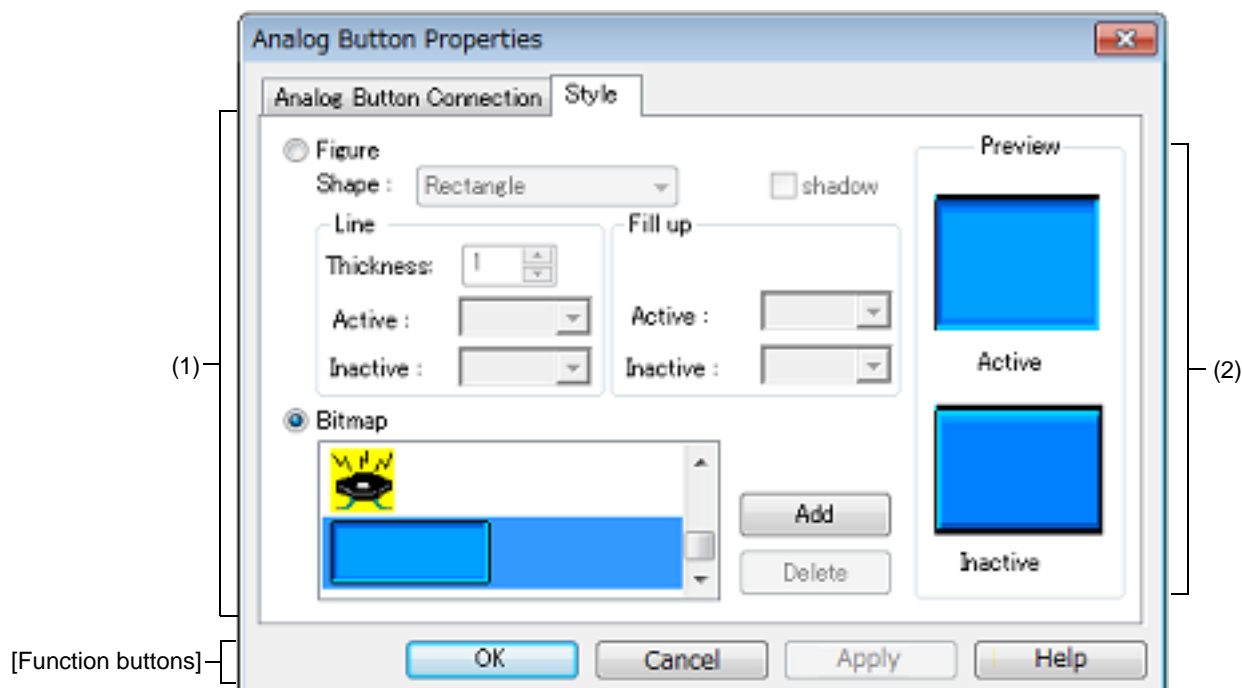 Analog Button Properties
Analog Button Connection
Style
Figure
Shape :
Rectangle
shadow
Line
Thickness:
1
Active :
Inactive :
Fill up
Active :
Inactive :
Bitmap
Add
Delete
Preview
Active
Inactive
(1)
(2)
[Function buttons]
OK
Cancel
Apply
Help